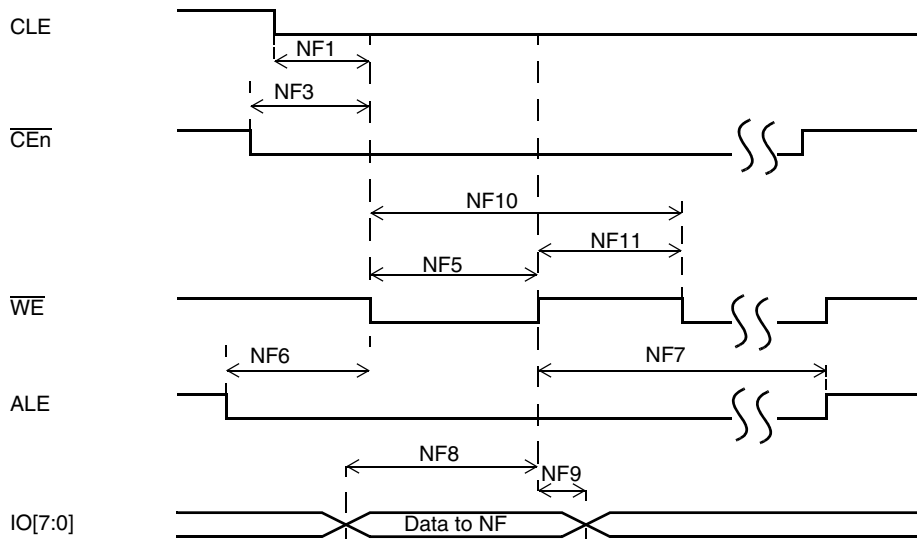 CLE
NF1
NF3
CEn
NF10
NF11
NF5
WE
NF6
NF7
ALE
NF8
NF9
IO[7:0]
Data to NF